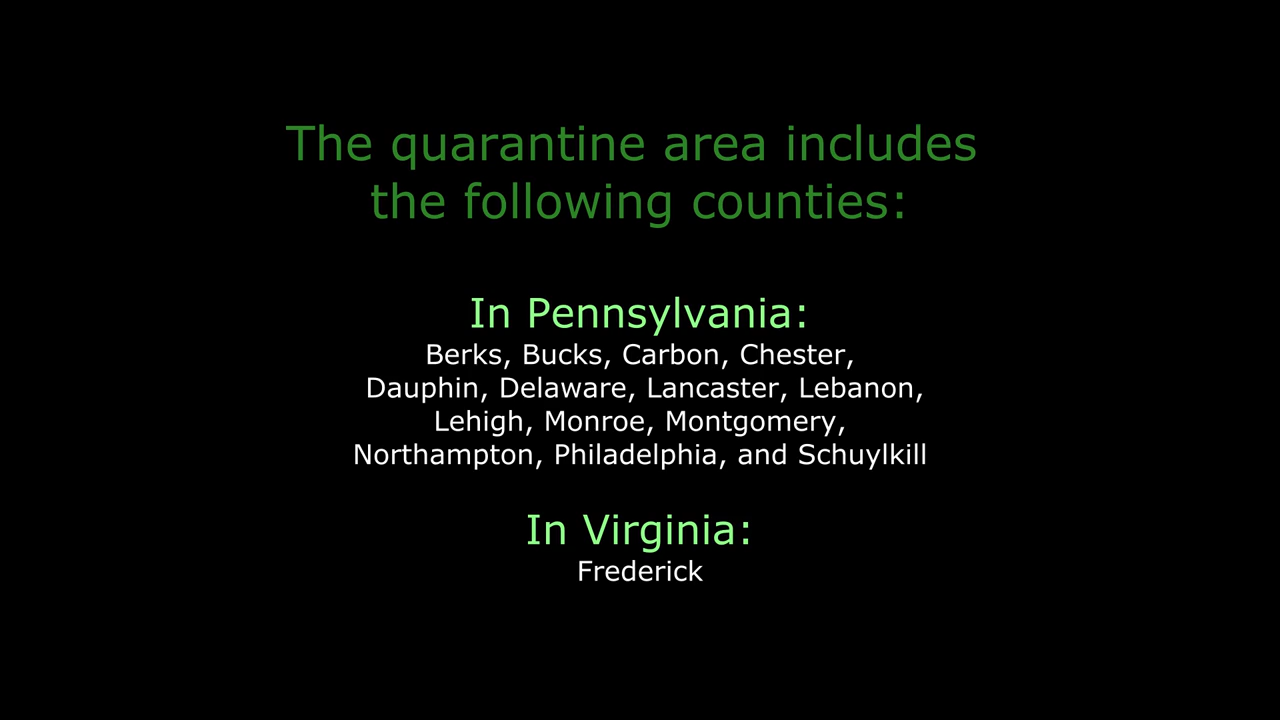 The quarantine area includes
the following counties:
In Pennsylvania:
Berks, Bucks, Carbon, Chester,
Dauphin, Delaware, Lancaster, Lebanon,
Lehigh, Monroe, Montgomery,
Northampton, Philadelphia, and Schuylkill
In Virginia:
Frederick